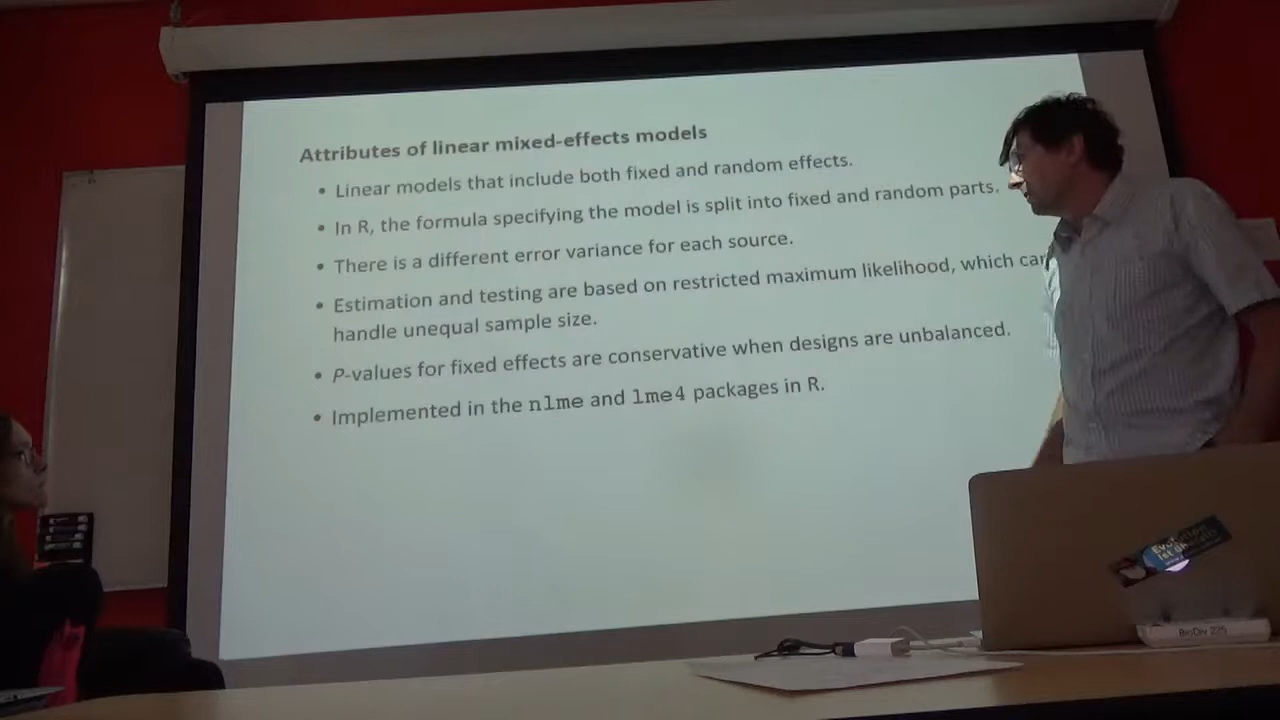 Attributes of linear mixed-effects models
• Linear models that include both fixed and random effects.
• In R, the formula specifying the model is split into fixed and random parts.
• There is a different error variance for each source.
• Estimation and testing are based on restricted maximum likelihood, which can
handle unequal sample size.
• P-values for fixed effects are conservative when designs are unbalanced.
• Implemented in the nlme and lme4 packages in R.
BioDiv 225